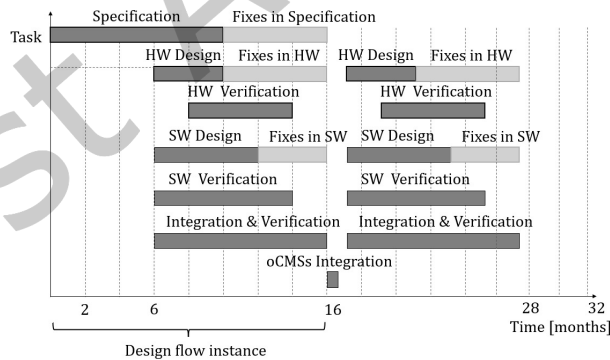 Specification Fixes in Specification
Task
HW Design Fixes in HW HW Design Fixes in HW
HW Verification HW Verification
SW Design Fixes in SW SW Design Fixes in SW
SW Verification SW Verification
Integration & Verification Integration & Verification
oCMSs Integration
2 6 16 28 32
Time [months]
Design flow instance